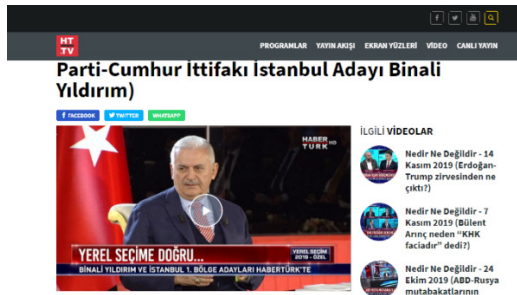 HT
TV
PROGRAMLAR YAYIN AKIŞI EKRAN YÜZLERİ VİDEO CANLI YAYIN
Parti-Cumhur İttifakı İstanbul Adayı Binali
Yıldırım)
FACEBOOK TWITTER WHATSAPP
HABER
TÜRK HD
YEREL SEÇİME DOĞRU...
YEREL SEÇİM
2019 - ÖZEL
BİNALİ YILDIRIM VE İSTANBUL 1. BÖLGE ADAYLARI HABERTÜRK'TE
İLGİLİ VİDEOLAR
Nedir Ne Değildir - 14
Kasım 2019 (Erdoğan-
Trump zirvesinden ne
çıktı?)
Nedir Ne Değildir - 7
Kasım 2019 (Bülent
Arınç neden "KHK
faciadır" dedi?)
Nedir Ne Değildir - 24
Ekim 2019 (ABD-Rusya
mutabakatlarının